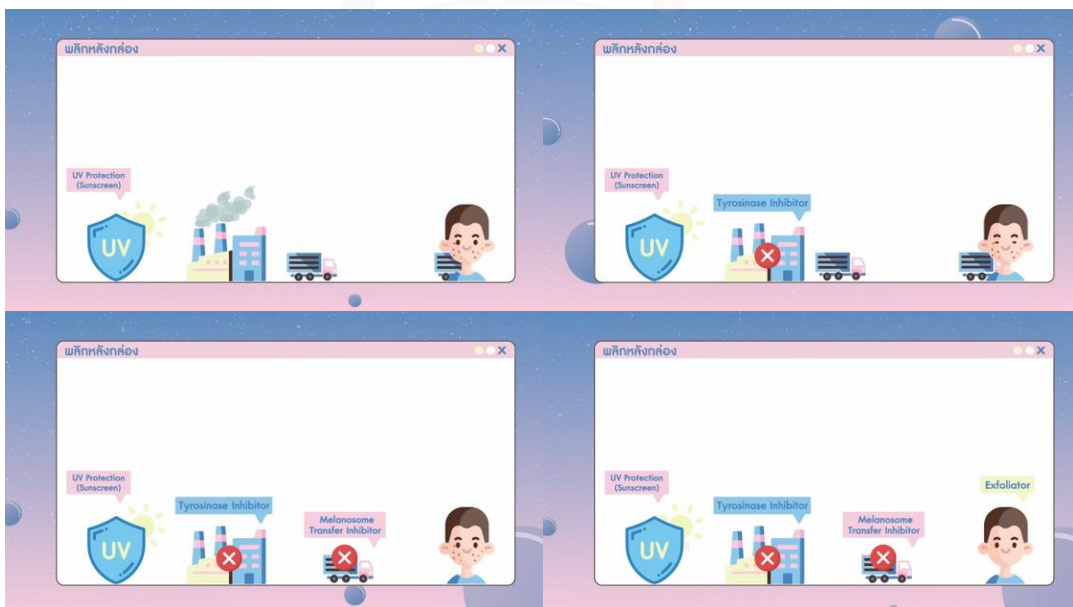 พลิกหลังกล่อง
UV Protection
(Sunscreen)
UV
พลิกหลังกล่อง
UV Protection
(Sunscreen)
Tyrosinase Inhibitor
UV
พลิกหลังกล่อง
UV Protection
(Sunscreen)
Tyrosinase Inhibitor
Melanosome
Transfer Inhibitor
UV
พลิกหลังกล่อง
UV Protection
(Sunscreen)
Exfoliator
Tyrosinase Inhibitor
Melanosome
Transfer Inhibitor
UV